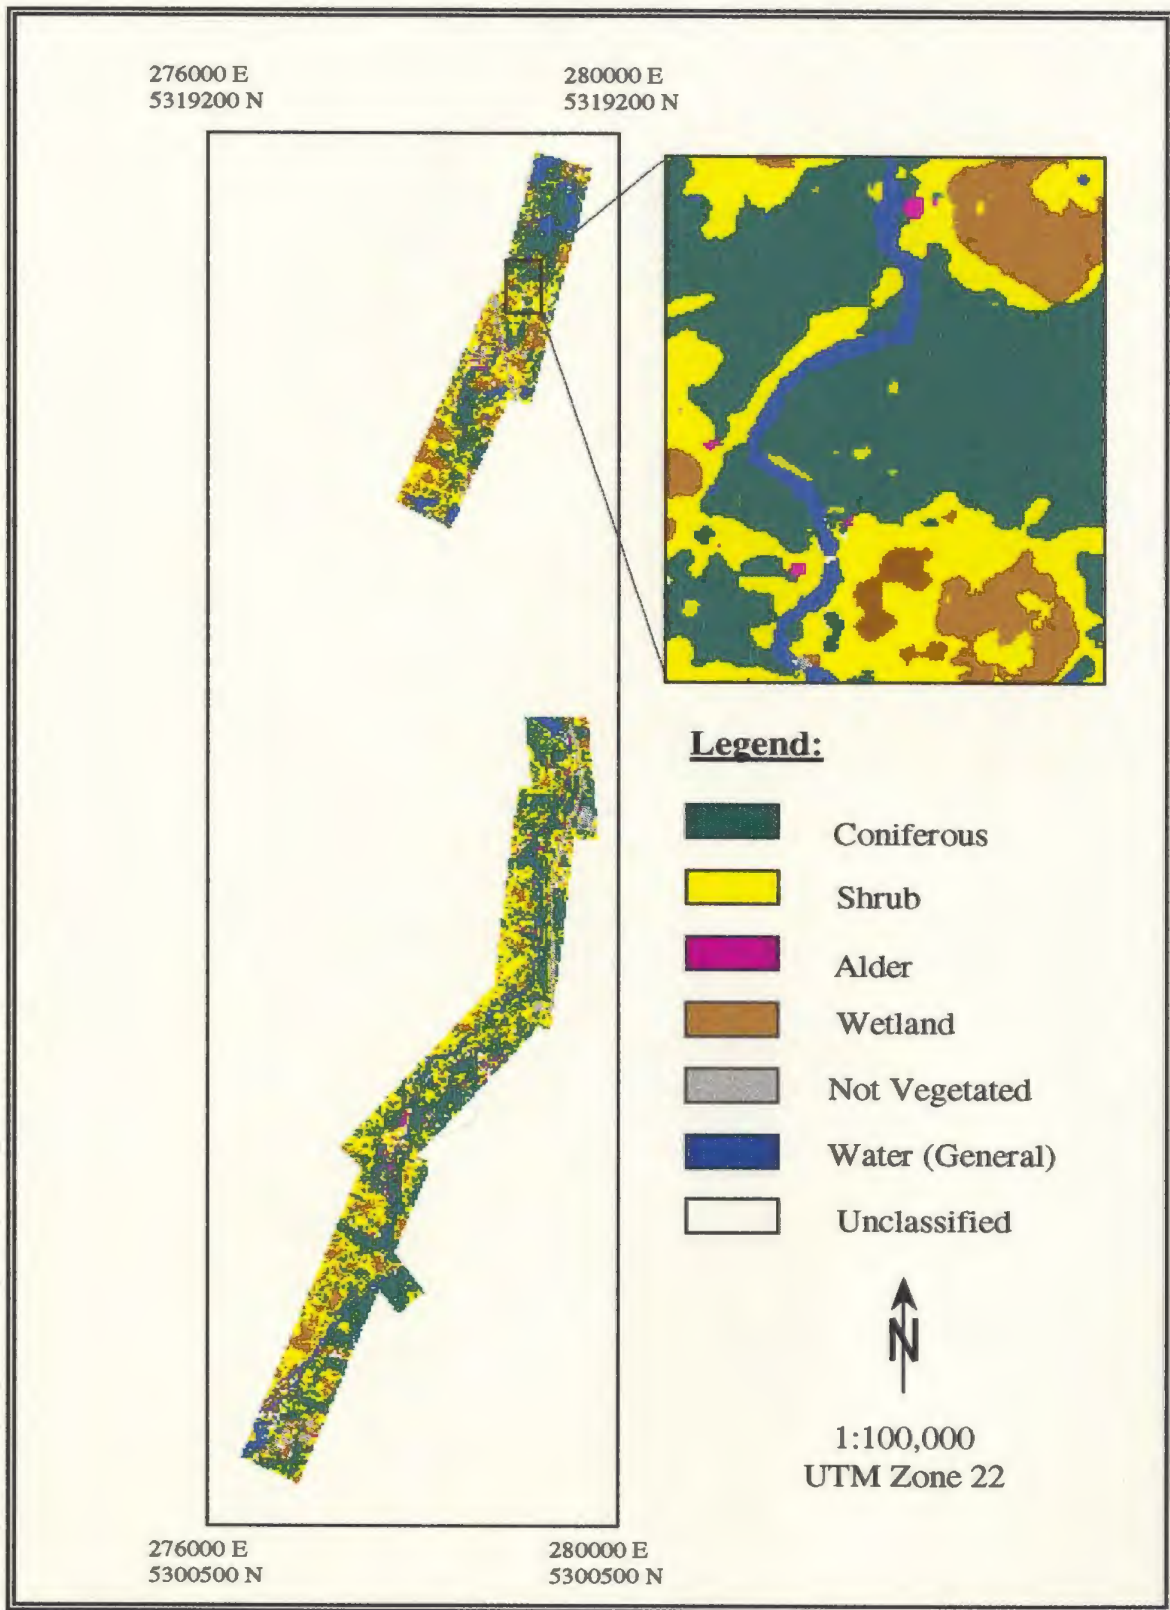 276000 E
5319200 N
280000 E
5319200 N
Legend:
Coniferous
Shrub
Alder
Wetland
Not Vegetated
Water (General)
Unclassified
N
1:100,000
UTM Zone 22
276000 E
5300500 N
280000 E
5300500 N